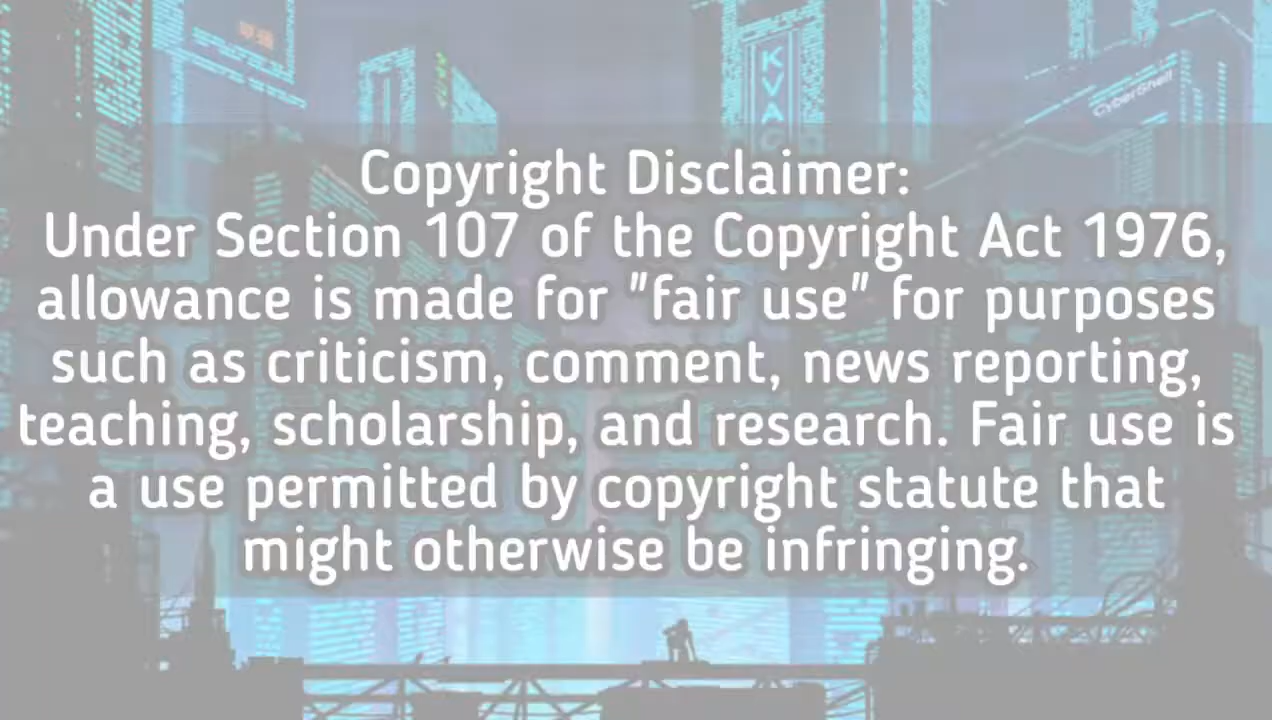 KVAC
CyberShell
Copyright Disclaimer:
Under Section 107 of the Copyright Act 1976,
allowance is made for "fair use" for purposes
such as criticism, comment, news reporting,
teaching, scholarship, and research. Fair use is
a use permitted by copyright statute that
might otherwise be infringing.